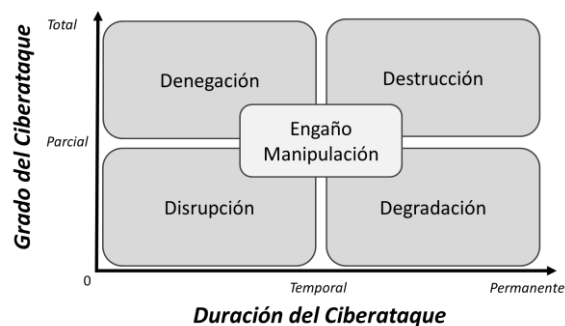 Total
Denegación
Destrucción
Engaño
Manipulación
Parcial
Disrupción
Degradación
Grado del Ciberataque
0
Temporal
Permanente
Duración del Ciberataque